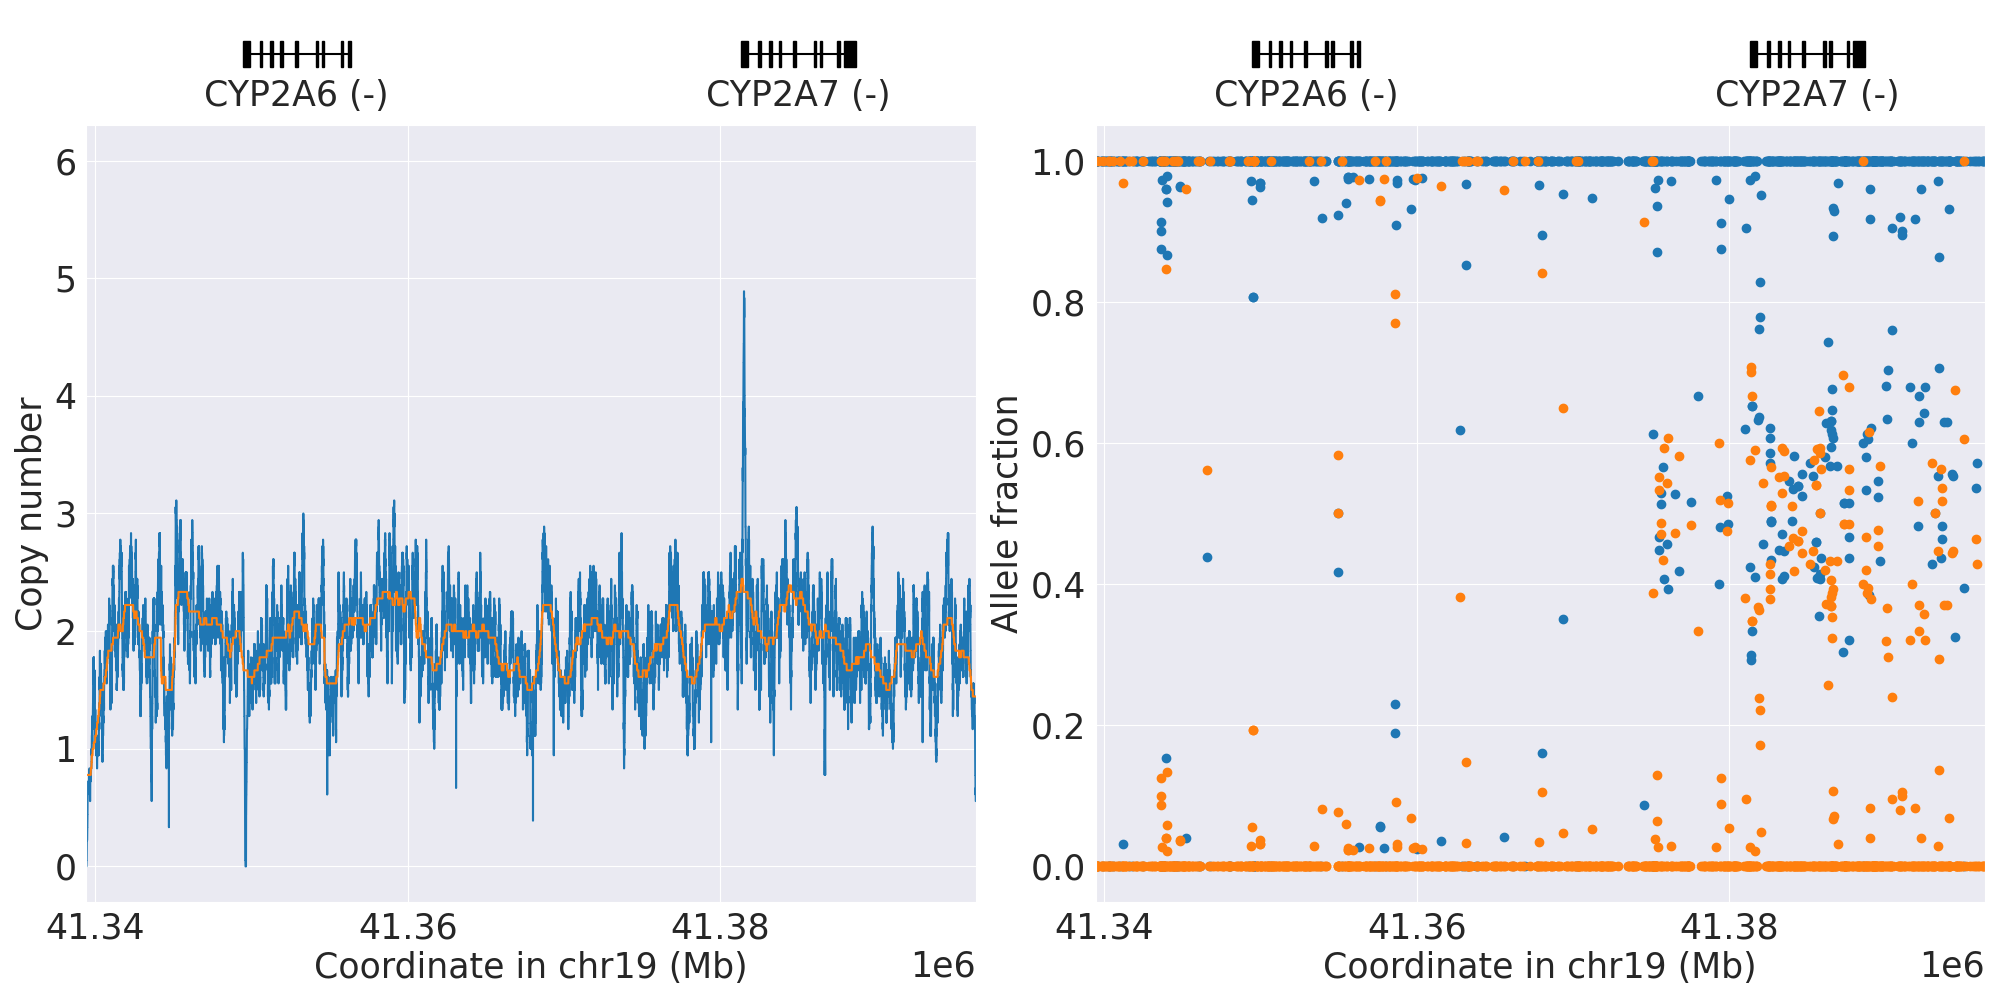 CYP2A6 (-)
CYP2A7 (-)
Copy number
6
5
4
3
2
1
0
41.34
41.36
41.38
Coordinate in chr19 (Mb)
1e6
CYP2A6 (-)
CYP2A7 (-)
Allele fraction
1.0
0.8
0.6
0.4
0.2
0.0
41.34
41.36
41.38
Coordinate in chr19 (Mb)
1e6